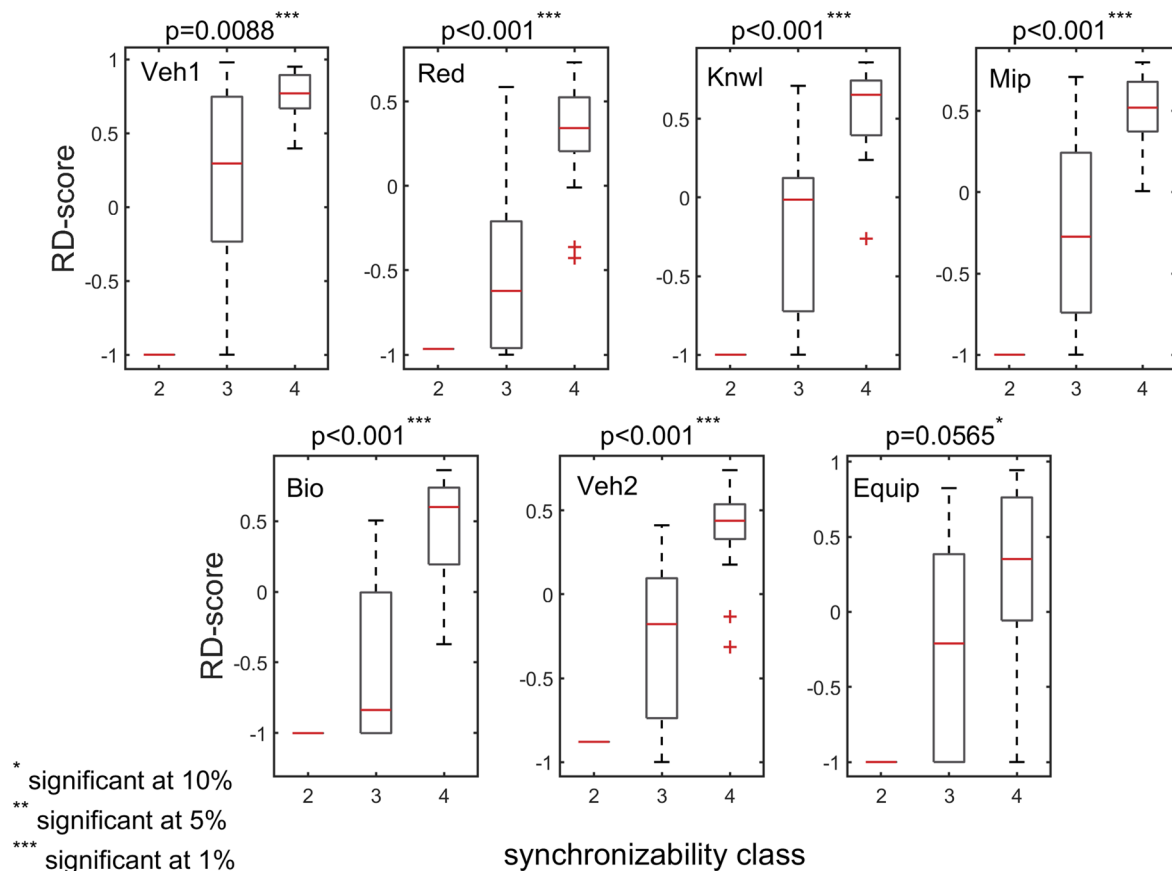 p=0.0088***
p<0.001***
p<0.001***
p<0.001***
Veh1
Red
Knwl
Mip
RD-score
1
0.5
0
-0.5
-1
2 3 4
0.5
0
-0.5
-1
2 3 4
0.5
0
-0.5
-1
2 3 4
0.5
0
-0.5
-1
2 3 4
p<0.001***
p<0.001***
p=0.0565*
Bio
Veh2
Equip
RD-score
0.5
0
-0.5
-1
2 3 4
0.5
0
-0.5
-1
2 3 4
1
0.5
0
-0.5
-1
2 3 4
* significant at 10%
** significant at 5%
*** significant at 1%
synchronizability class